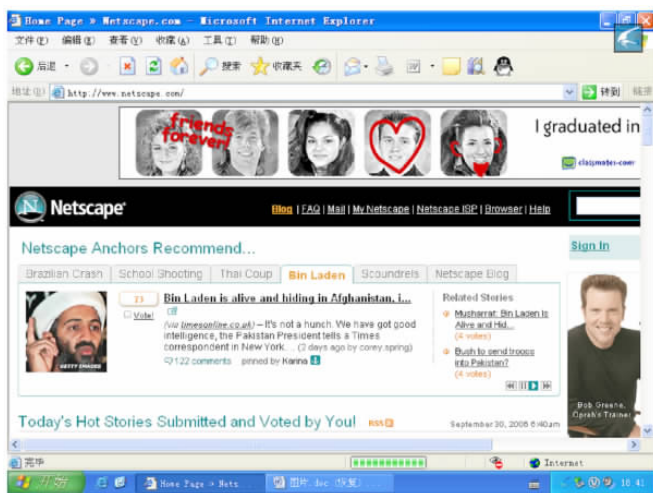 Home Page » Netscape.com - Microsoft Internet Explorer
文件(F) 编辑(E) 查看(V) 收藏(A) 工具(T) 帮助(H)
后退 搜索 收藏夹
地址(D) http://www.netscape.com/ 转到 链接
friends forever!
I graduated in
classmates.com
N Netscape
Blog | FAQ | Mail | My Netscape | Netscape ISP | Browser | Help
Netscape Anchors Recommend...
Sign In
Brazilian Crash School Shooting Thai Coup Bin Laden Scoundrels Netscape Blog
73
Vote!
Bin Laden is alive and hiding in Afghanistan, i...
(via timesonline.co.uk) – It's not a hunch. We have got good
intelligence, the Pakistan President tells a Times
correspondent in New York... (2 days ago by corey.spring)
122 comments pinned by Karina
GETTY IMAGES
Related Stories
Musharraf: Bin Laden Is
Alive and Hid...
(4 votes)
Bush to send troops
into Pakistan?
(4 votes)
Bob Greene,
Oprah's Trainer
Today's Hot Stories Submitted and Voted by You! RSS
September 30, 2006 6:40am
完毕 Internet
开始 Home Page » Nets... 图片.doc (恢复)... 18:41